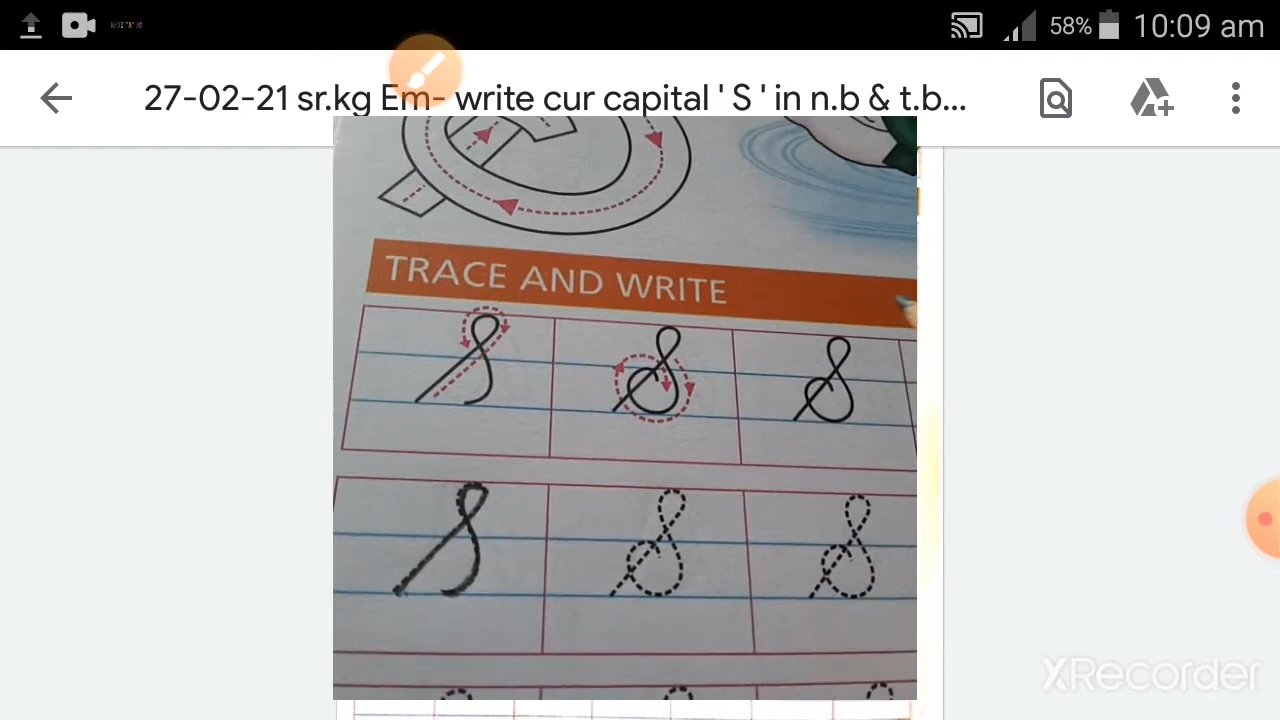 58% 10:09 am
27-02-21 sr.kg Em- write cur capital ' S ' in n.b & t.b...
TRACE AND WRITE
S S S
S S S
XRecorder